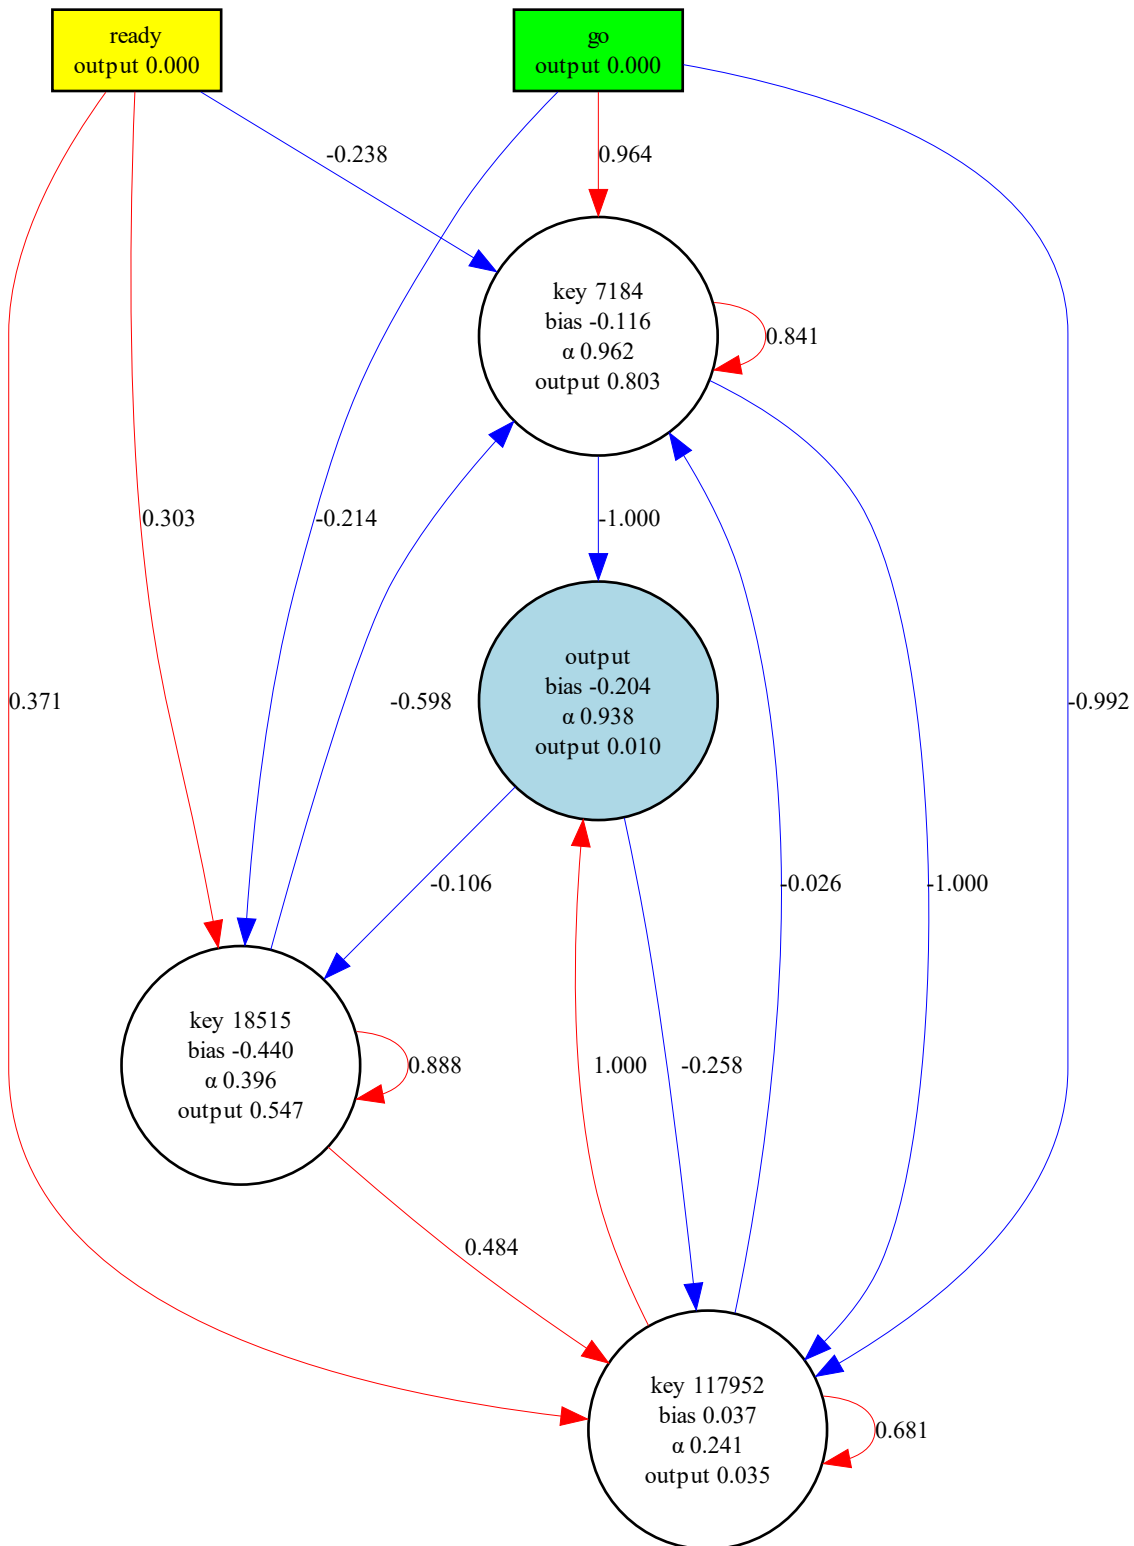 ready
output 0.000
go
output 0.000
-0.238
0.964
key 7184
bias -0.116
α 0.962
output 0.803
0.841
0.303
-0.214
-1.000
output
bias -0.204
α 0.938
output 0.010
0.371
-0.598
-0.992
-0.106
-0.026
-1.000
key 18515
bias -0.440
α 0.396
output 0.547
0.888
1.000
-0.258
0.484
key 117952
bias 0.037
α 0.241
output 0.035
0.681